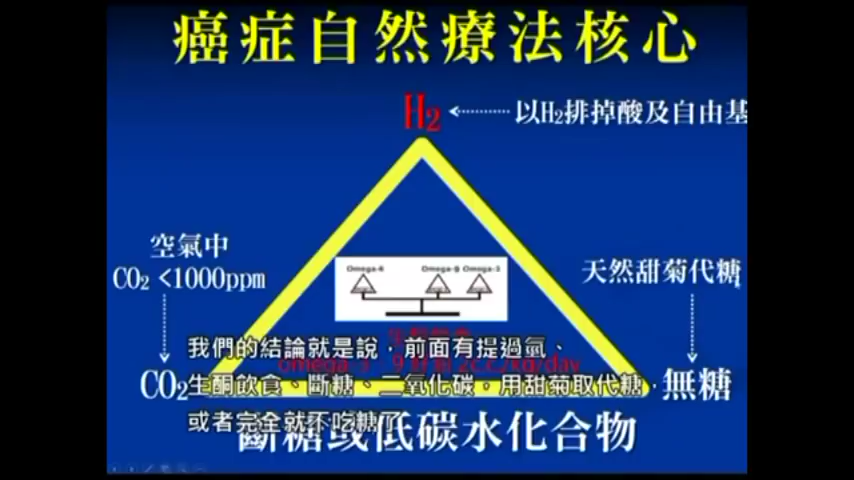 癌症自然療法核心
H₂
以H₂排掉酸及自由基
空氣中
CO₂ <1000ppm
天然甜菊代糖
Omega-6 Omega-9 Omega-3
我們的結論就是說，前面有提過氫、
CO₂
生酮飲食、斷糖、二氧化碳，用甜菊取代糖，
無糖
或者完全就不吃糖了
斷糖或低碳水化合物